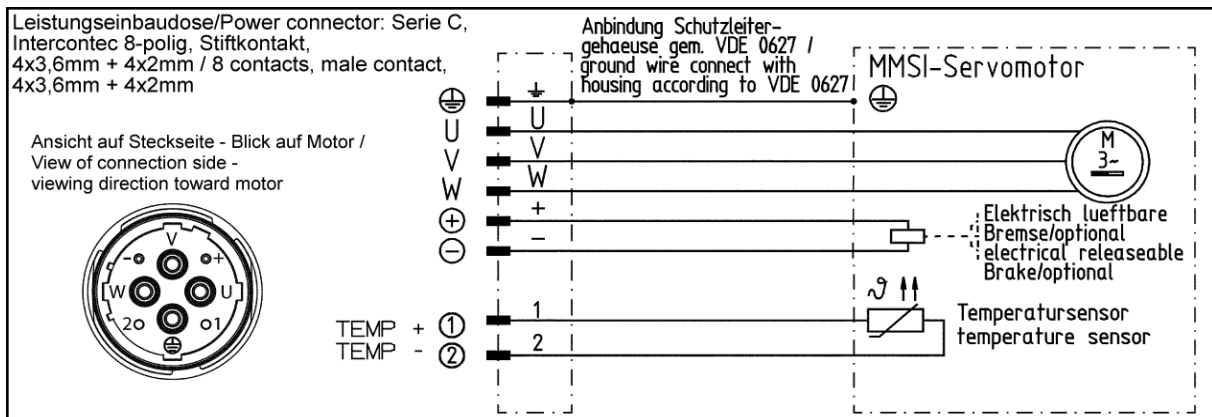 Leistungseinbaudose/Power connector: Serie C,
Intercontec 8-polig, Stiftkontakt,
4x3,6mm + 4x2mm / 8 contacts, male contact,
4x3,6mm + 4x2mm
Ansicht auf Steckseite - Blick auf Motor /
View of connection side -
viewing direction toward motor
V
- +
W U
2 1
U
V
W
+
-
TEMP + 1
TEMP - 2
U
V
W
+
-
1
2
Anbindung Schutzleiter-
gehaeuse gem. VDE 0627 /
ground wire connect with
housing according to VDE 0627
MMSI-Servomotor
M
3~
Elektrisch lueftbare
Bremse/optional
electrical releaseable
Brake/optional
ϑ
Temperatursensor
temperature sensor